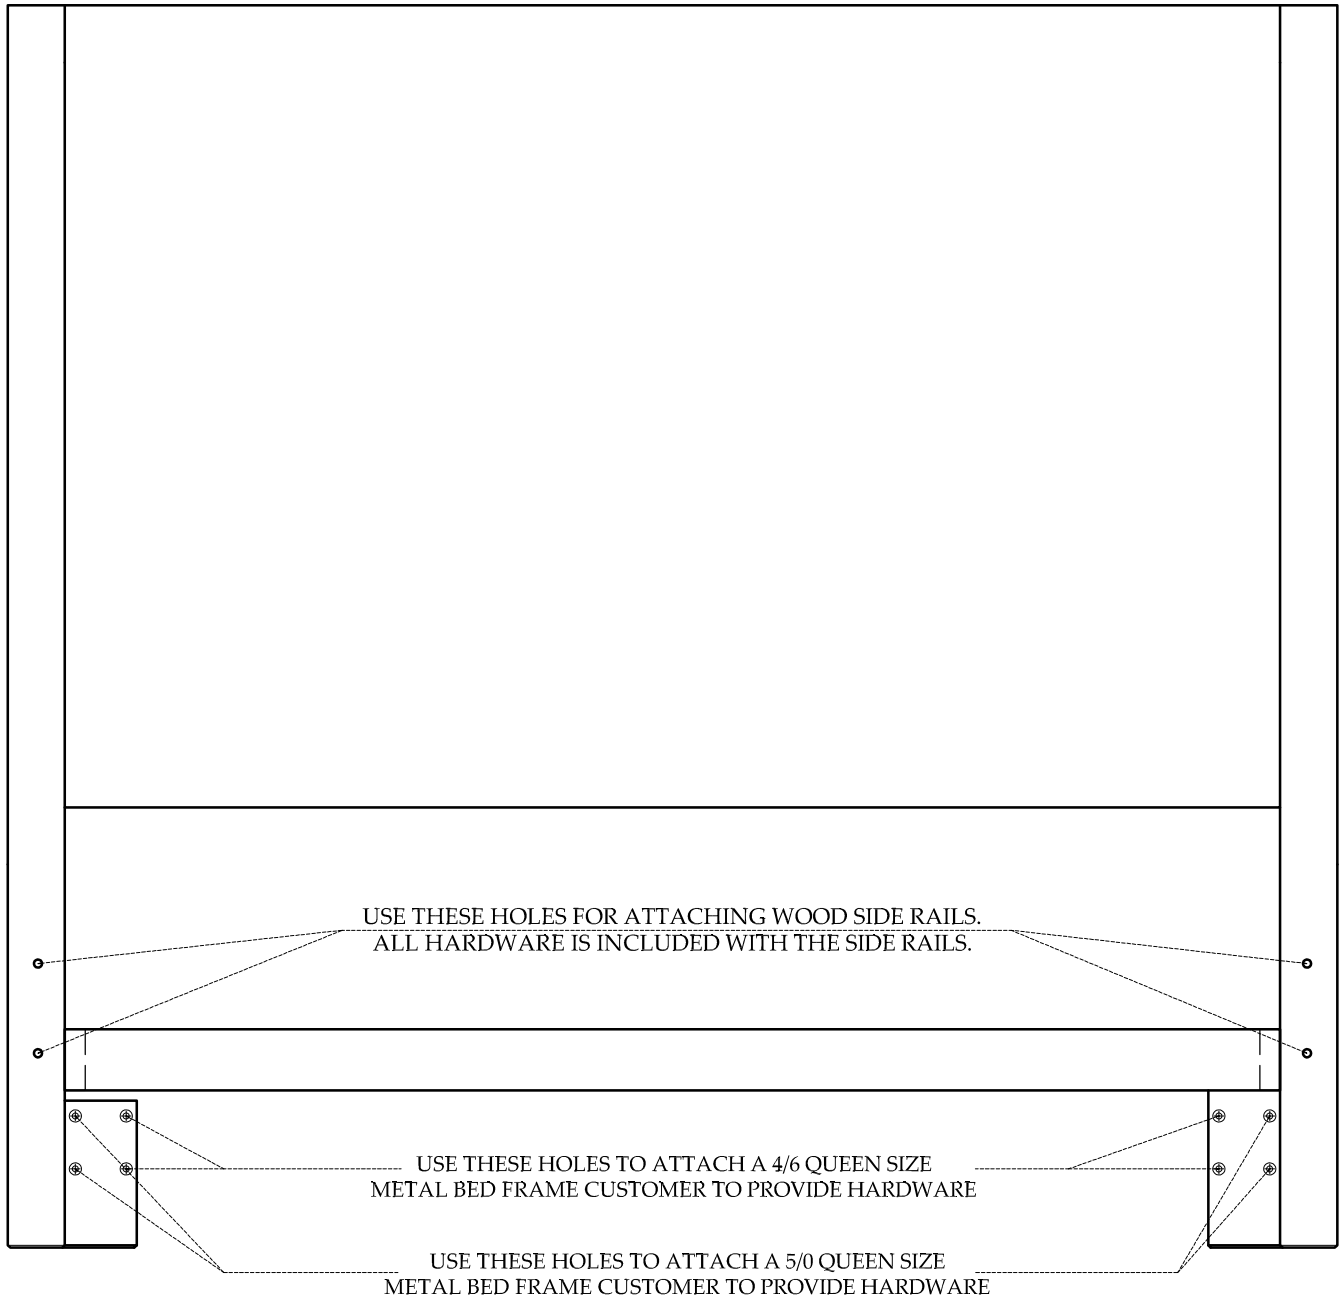 USE THESE HOLES FOR ATTACHING WOOD SIDE RAILS.
ALL HARDWARE IS INCLUDED WITH THE SIDE RAILS.
USE THESE HOLES TO ATTACH A 4/6 QUEEN SIZE
METAL BED FRAME CUSTOMER TO PROVIDE HARDWARE
USE THESE HOLES TO ATTACH A 5/0 QUEEN SIZE
METAL BED FRAME CUSTOMER TO PROVIDE HARDWARE